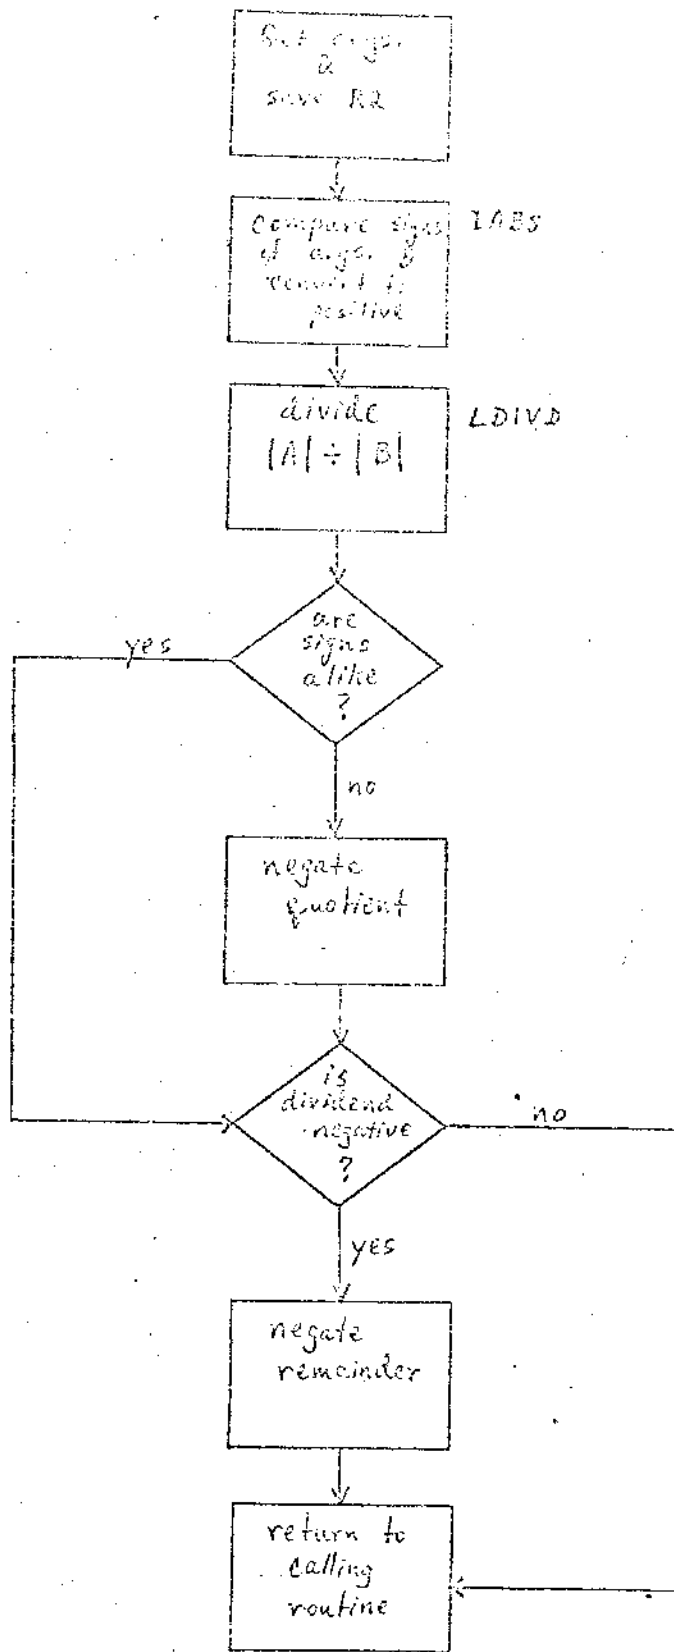 Get args.
&
save R2
compare signs IABS
of args. &
convert to
positive
divide LDIVD
|A| ÷ |B|
are
signs
alike
?
yes
no
negate
quotient
is
dividend
negative
?
no
yes
negate
remainder
return to
calling
routine